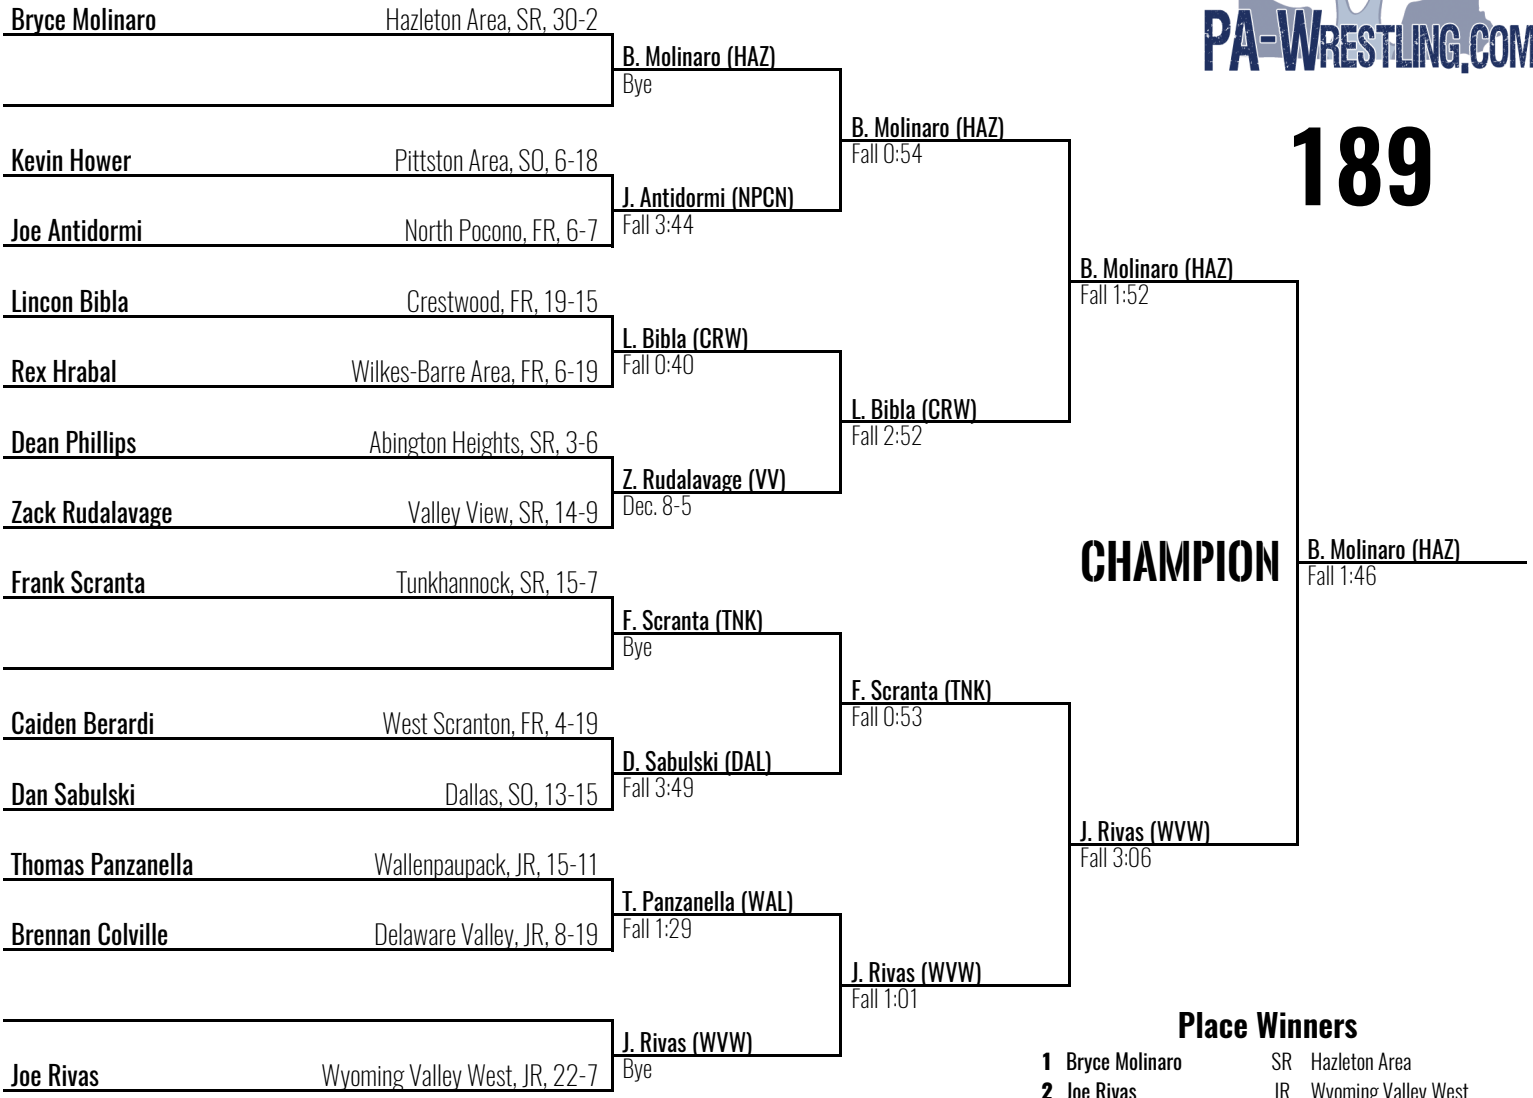 PA-WRESTLING.COM
189
Bryce Molinaro Hazleton Area, SR, 30-2
B. Molinaro (HAZ)
Bye
B. Molinaro (HAZ)
Fall 0:54
Kevin Hower Pittston Area, SO, 6-18
J. Antidormi (NPCN)
Fall 3:44
Joe Antidormi North Pocono, FR, 6-7
B. Molinaro (HAZ)
Fall 1:52
Lincon Bibla Crestwood, FR, 19-15
L. Bibla (CRW)
Fall 0:40
Rex Hrabal Wilkes-Barre Area, FR, 6-19
L. Bibla (CRW)
Fall 2:52
Dean Phillips Abington Heights, SR, 3-6
Z. Rudalavage (VV)
Dec. 8-5
Zack Rudalavage Valley View, SR, 14-9
CHAMPION
B. Molinaro (HAZ)
Fall 1:46
Frank Scranta Tunkhannock, SR, 15-7
F. Scranta (TNK)
Bye
F. Scranta (TNK)
Fall 0:53
Caiden Berardi West Scranton, FR, 4-19
D. Sabulski (DAL)
Fall 3:49
Dan Sabulski Dallas, SO, 13-15
J. Rivas (WVW)
Fall 3:06
Thomas Panzanella Wallenpaupack, JR, 15-11
T. Panzanella (WAL)
Fall 1:29
Brennan Colville Delaware Valley, JR, 8-19
J. Rivas (WVW)
Fall 1:01
J. Rivas (WVW)
Bye
Joe Rivas Wyoming Valley West, JR, 22-7
Place Winners
1 Bryce Molinaro SR Hazleton Area
2 Joe Rivas JR Wyoming Valley West